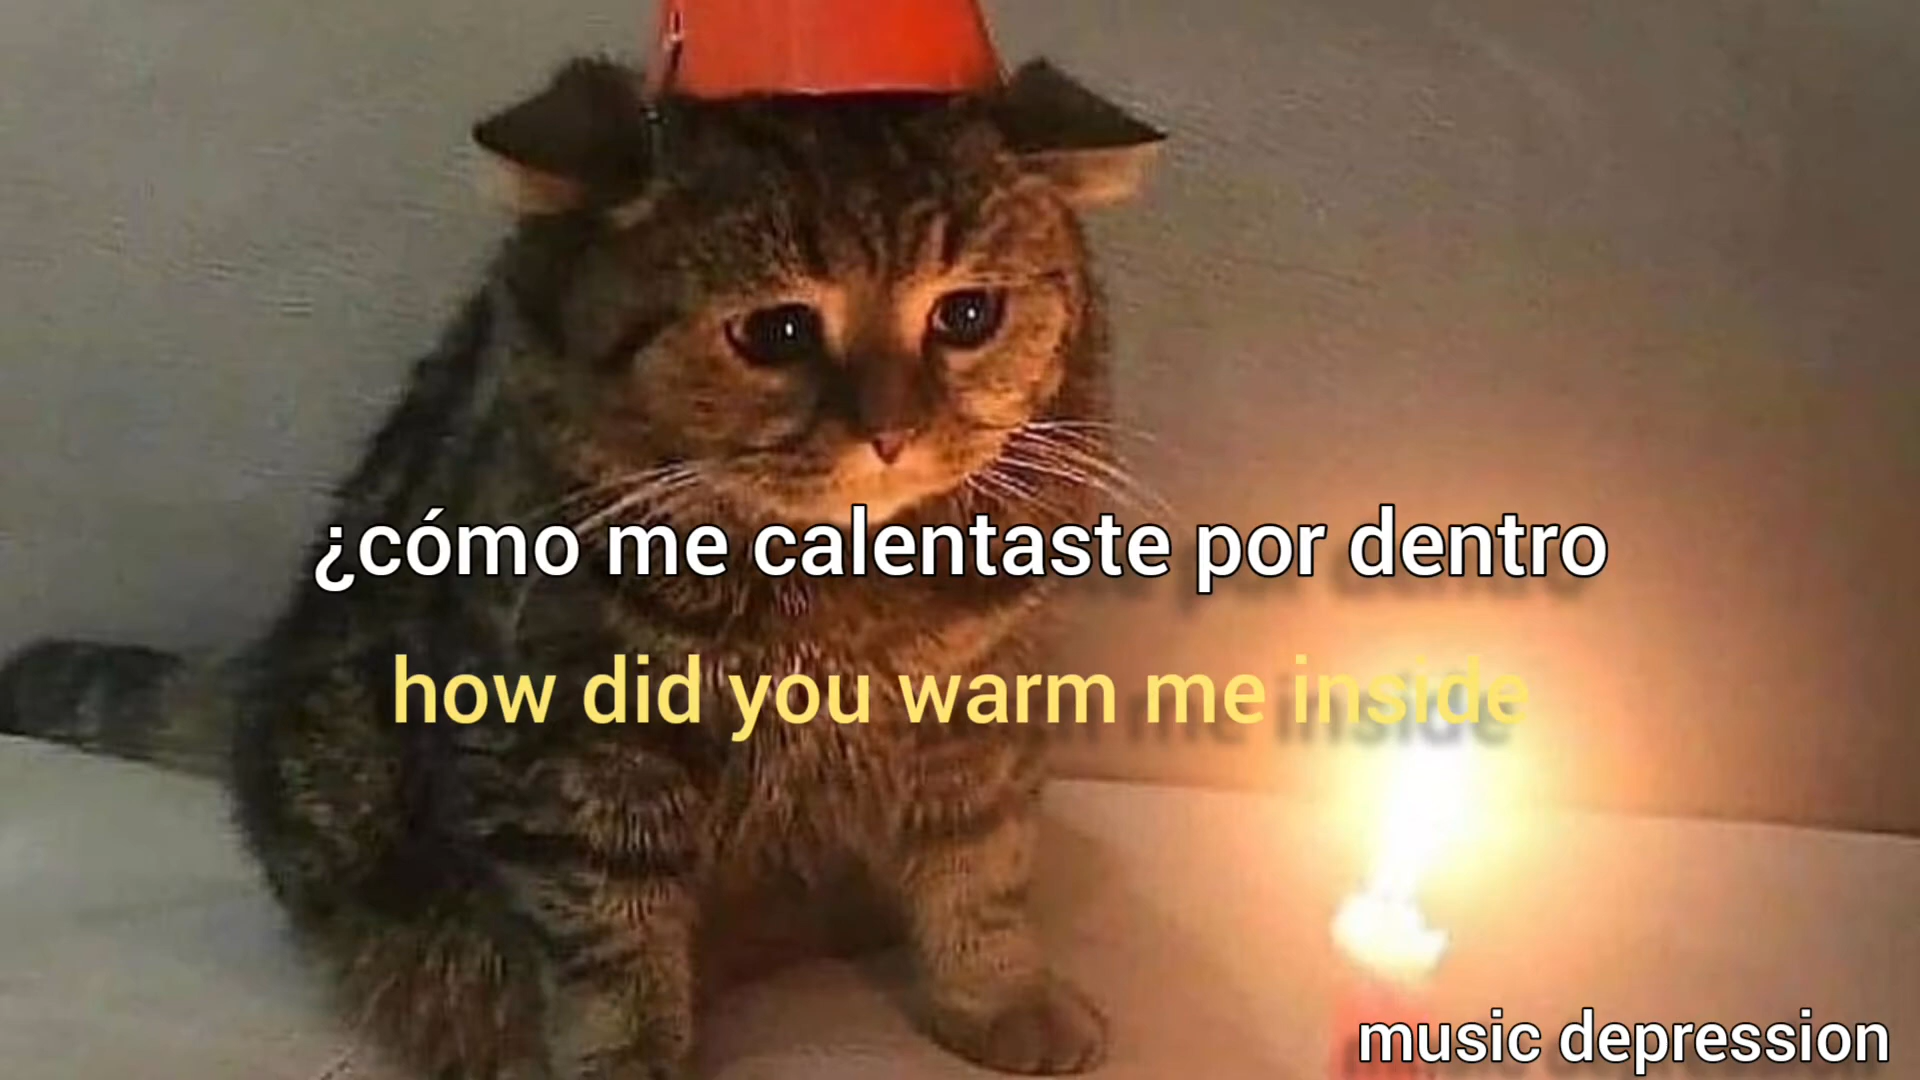 ¿cómo me calentaste por dentro
how did you warm me inside
music depression